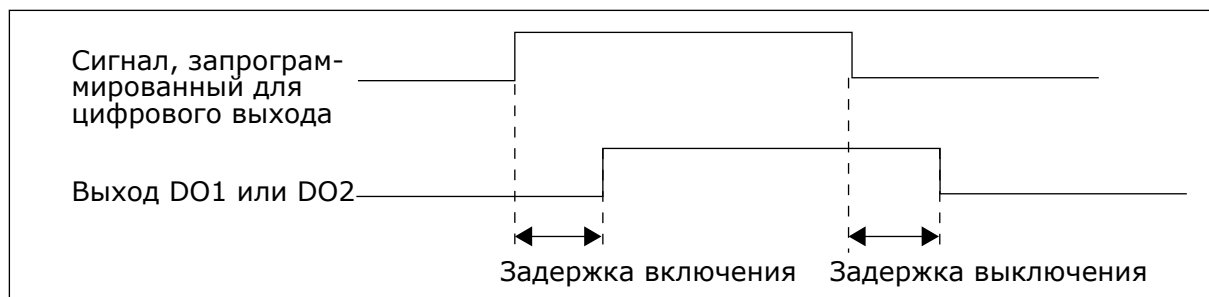 Сигнал, запрограм-
мированный для
цифрового выхода
Выход DO1 или DO2
Задержка включения
Задержка выключения